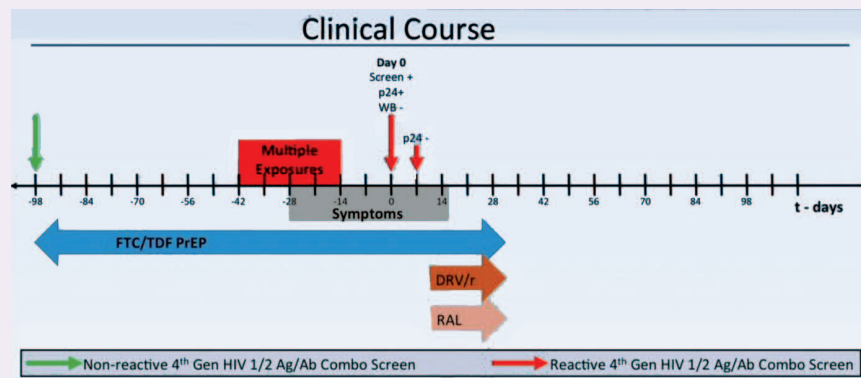 Clinical Course
Day 0
Screen +
p24+
WB -
p24 -
Multiple
Exposures
-98 -84 -70 -56 -42 -28 -14 0 14 28 42 56 70 84 98
Symptoms
t - days
FTC/TDF PrEP
DRV/r
RAL
Non-reactive 4th Gen HIV 1/2 Ag/Ab Combo Screen
Reactive 4th Gen HIV 1/2 Ag/Ab Combo Screen